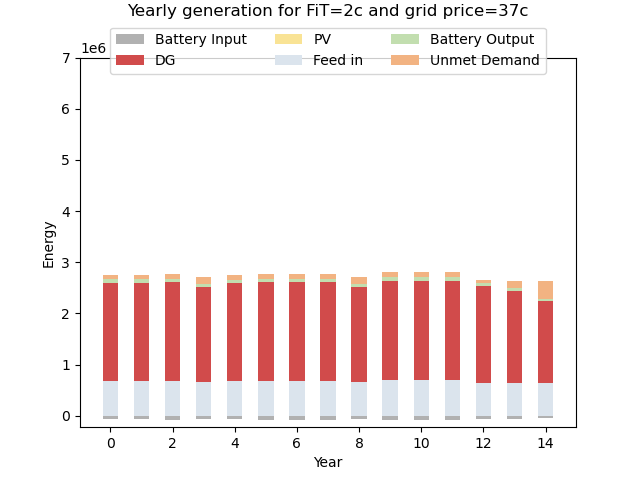 Yearly generation for FiT=2c and grid price=37c
1e6
Battery Input PV Battery Output
DG Feed in Unmet Demand
7
6
5
4
3
2
1
0
Energy
0 2 4 6 8 10 12 14
Year